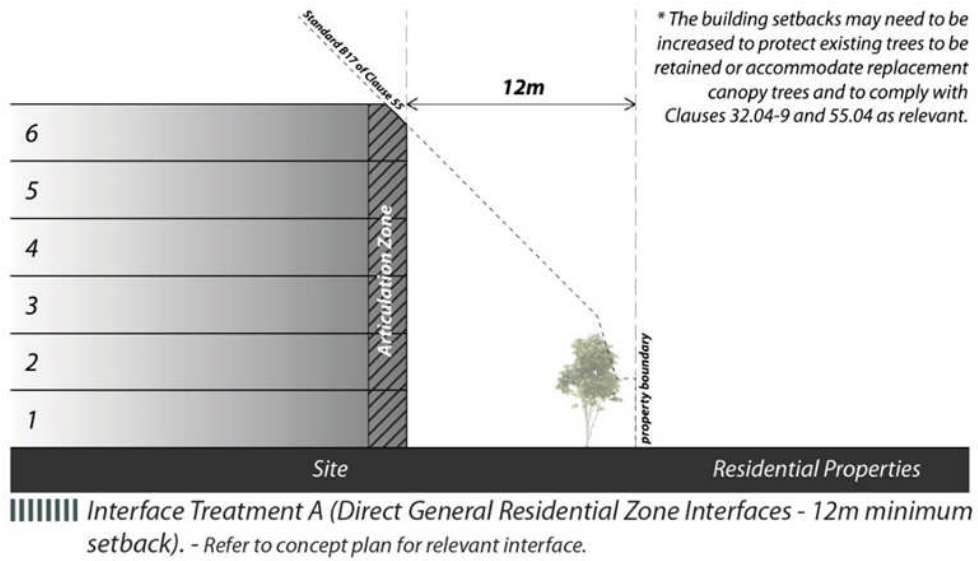 Standard B17 of Clause 55
* The building setbacks may need to be
increased to protect existing trees to be
retained or accommodate replacement
canopy trees and to comply with
Clauses 32.04-9 and 55.04 as relevant.
12m
6
5
4
3
2
1
Articulation Zone
property boundary
Site
Residential Properties
Interface Treatment A (Direct General Residential Zone Interfaces - 12m minimum
setback). - Refer to concept plan for relevant interface.